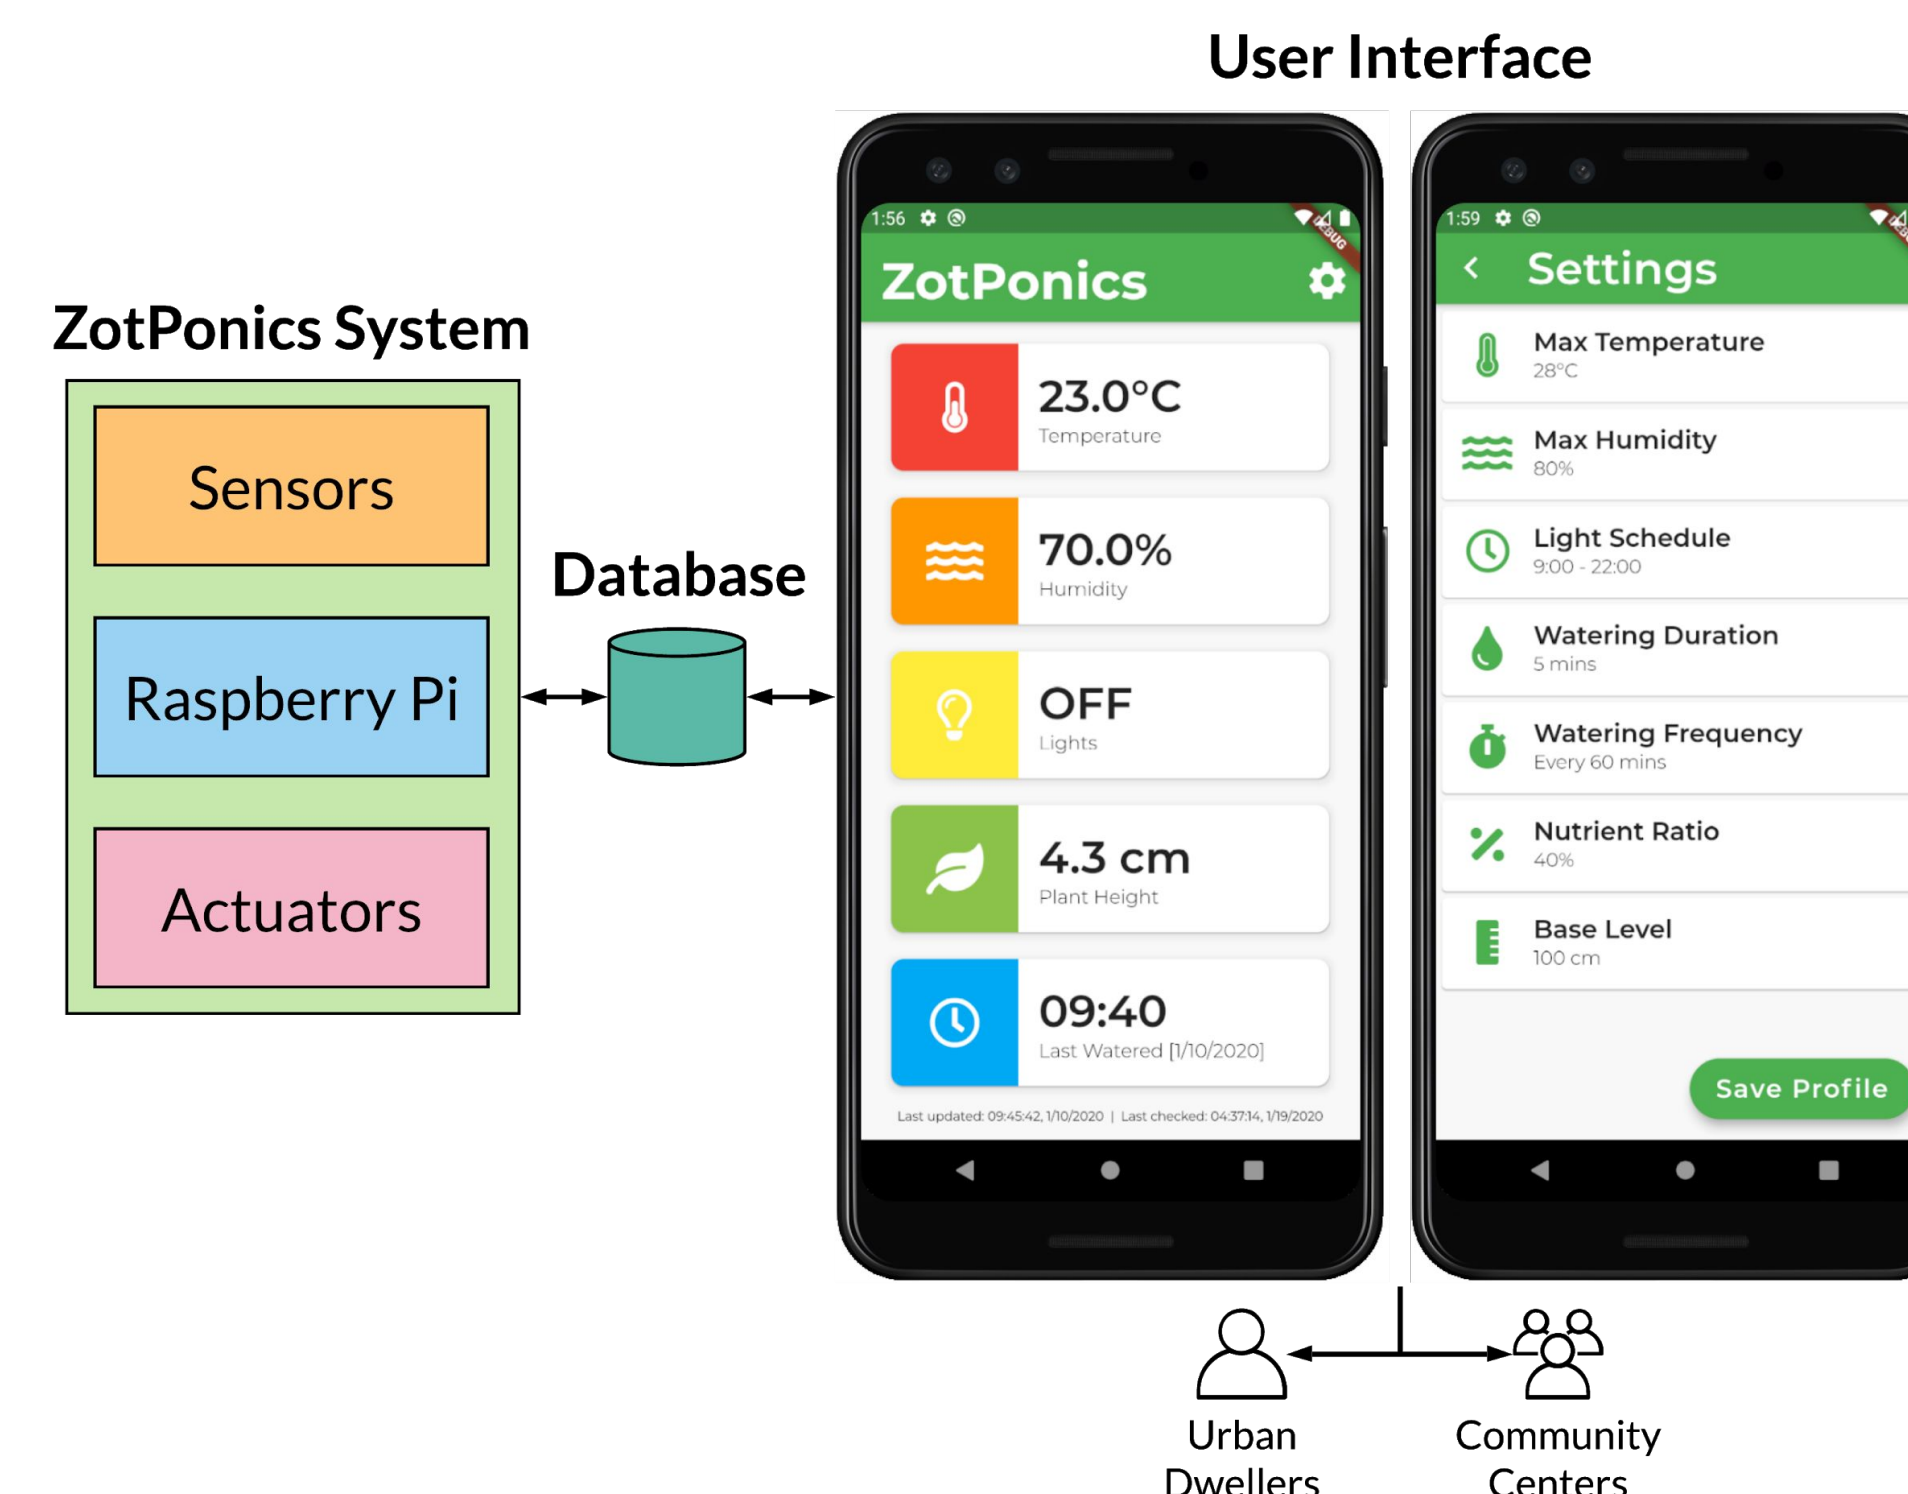 User Interface
ZotPonics System
Sensors
Raspberry Pi
Actuators
Database
1:56
DEBUG
ZotPonics
23.0°C
Temperature
70.0%
Humidity
OFF
Lights
4.3 cm
Plant Height
09:40
Last Watered [1/10/2020]
Last updated: 09:45:42, 1/10/2020 | Last checked: 04:37:14, 1/19/2020
1:59
Settings
Max Temperature
28°C
Max Humidity
80%
Light Schedule
9:00 - 22:00
Watering Duration
5 mins
Watering Frequency
Every 60 mins
Nutrient Ratio
40%
Base Level
100 cm
Save Profile
Urban
Dwellers
Community
Centers